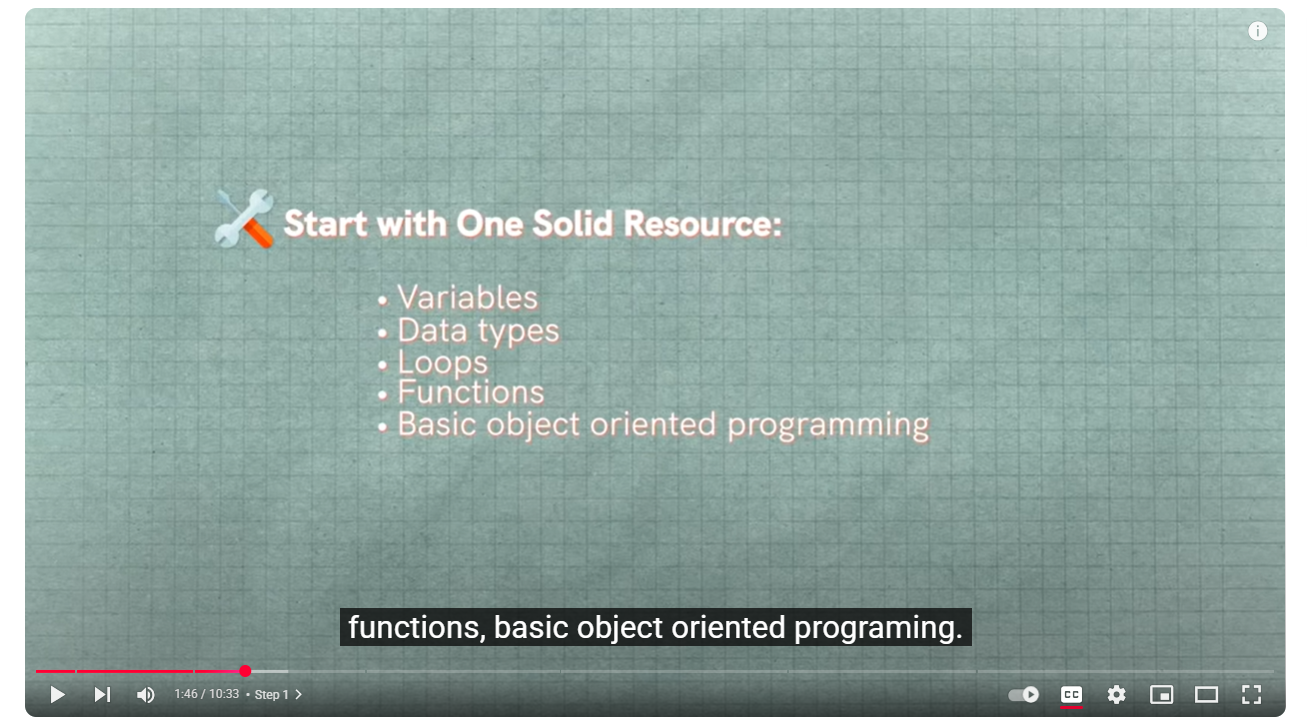 Start with One Solid Resource:
• Variables
• Data types
• Loops
• Functions
• Basic object oriented programming
functions, basic object oriented programing.
1:46 / 10:33 • Step 1
CC